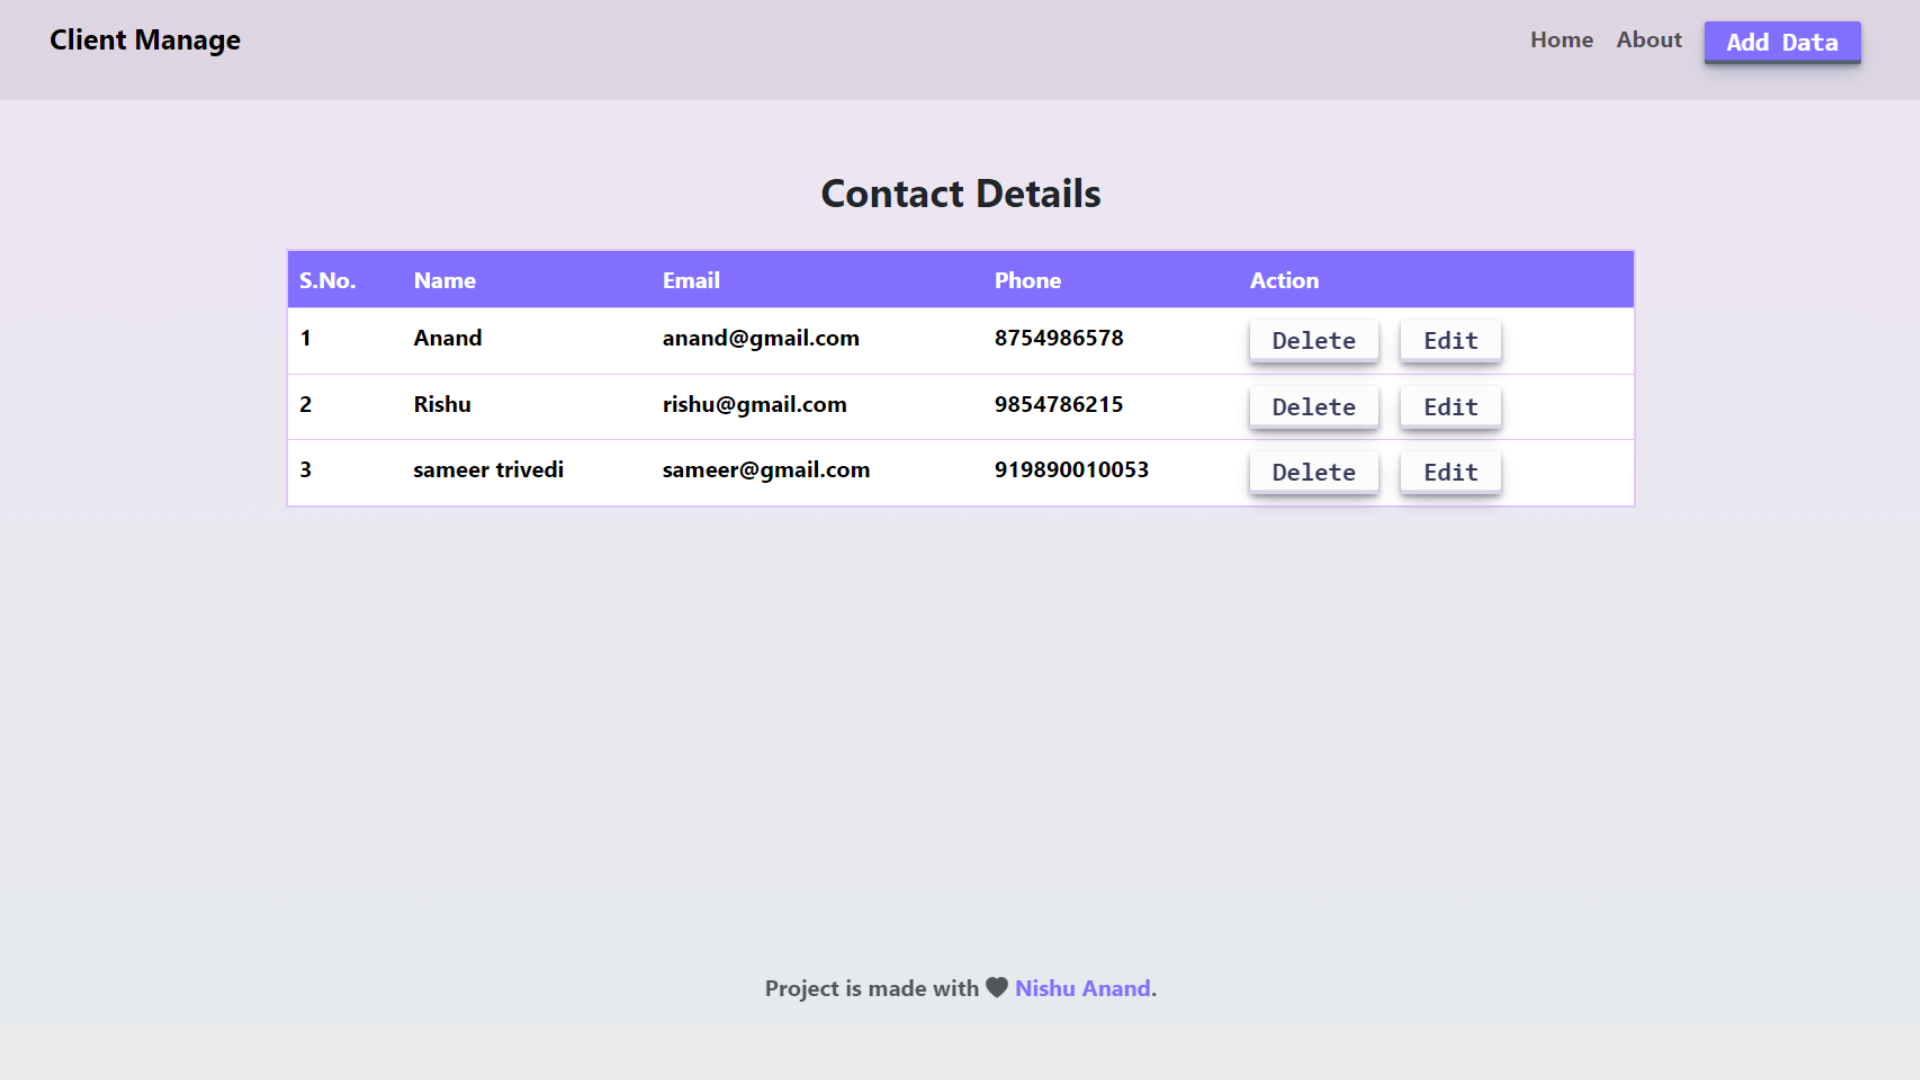 Client Manage Home About Add Data
Contact Details
S.No. Name Email Phone Action
1 Anand anand@gmail.com 8754986578 Delete Edit
2 Rishu rishu@gmail.com 9854786215 Delete Edit
3 sameer trivedi sameer@gmail.com 919890010053 Delete Edit
Project is made with 🖤 Nishu Anand.